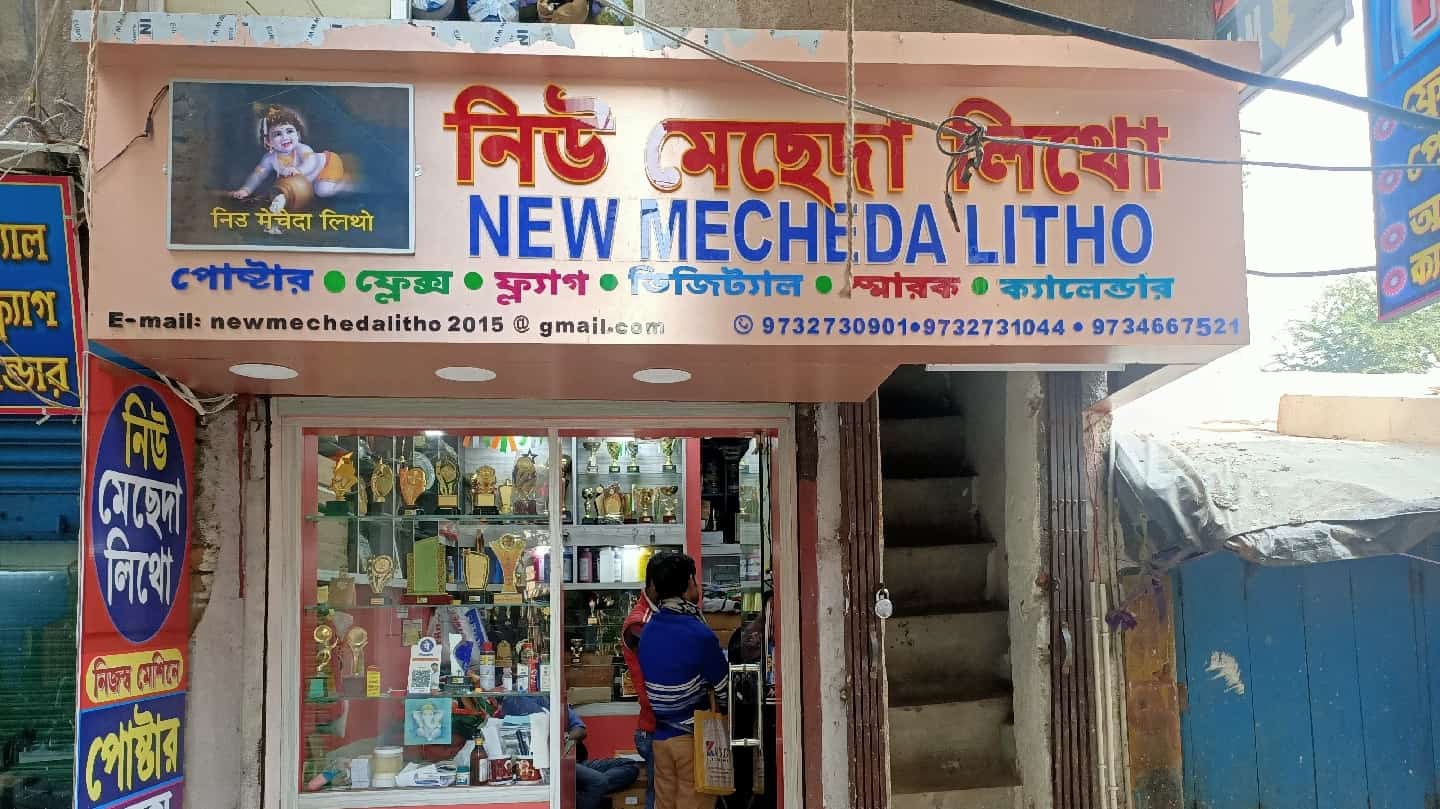 নিউ মেছেদা লিথো
NEW MECHEDA LITHO
निउ मेचेदा लिथो
পোষ্টার • ফ্লেক্স • ফ্ল্যাগ • ডিজিট্যাল • স্মারক • ক্যালেন্ডার
E-mail: newmechedalitho 2015 @ gmail.com
9732730901•9732731044 • 9734667521
নিউ
মেছেদা
লিথো
নিজস্ব মেশিনে
পোষ্টার